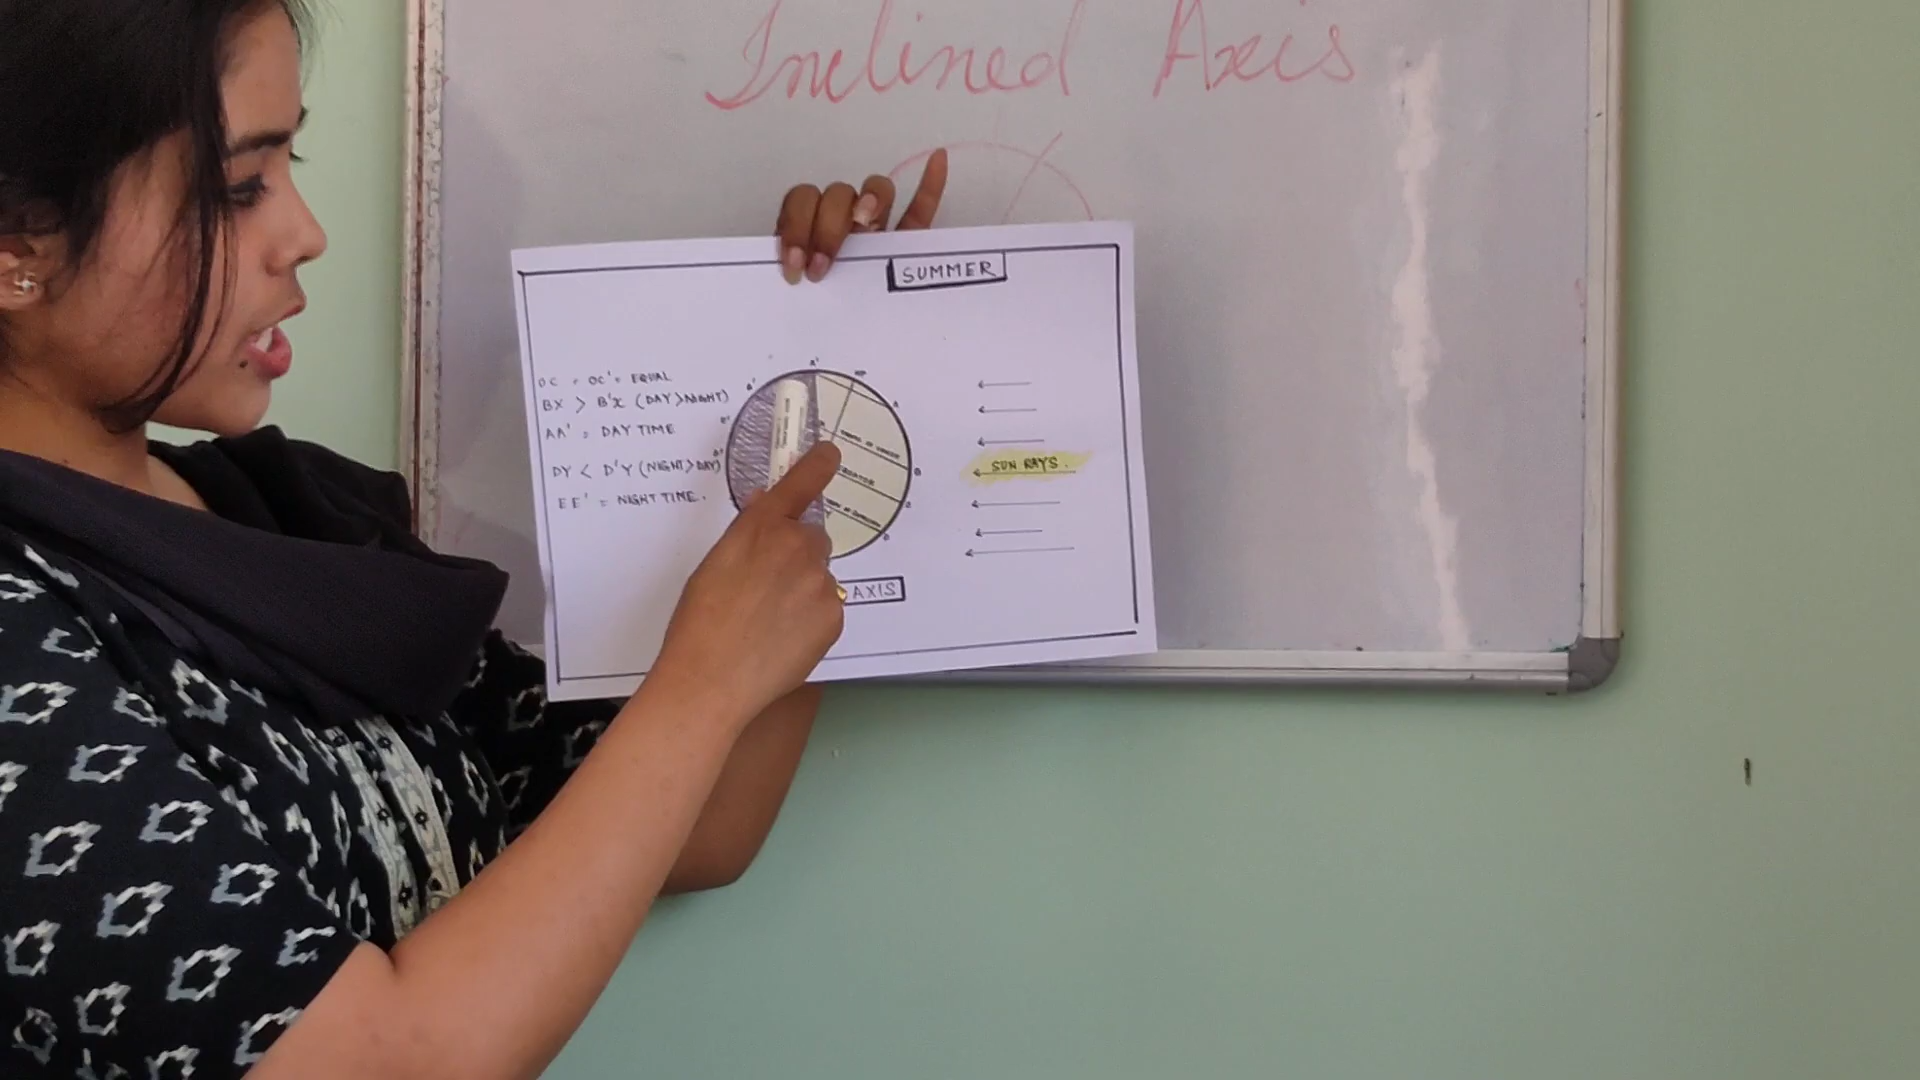 Inclined Axis
SUMMER
OC = OC' = EQUAL
BX > B'X (DAY>NIGHT)
AA' = DAY TIME
DY < D'Y (NIGHT>DAY)
EE' = NIGHT TIME.
SUN RAYS.
AXIS